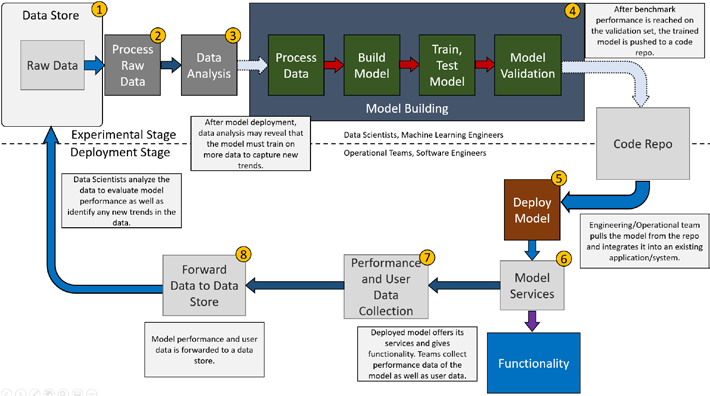 Data Store
1
Raw Data
2
Process
Raw
Data
3
Data
Analysis
4
Process
Data
Build
Model
Train,
Test
Model
Model
Validation
Model Building
After benchmark
performance is reached on
the validation set, the trained
model is pushed to a code
repo.
Experimental Stage
Deployment Stage
After model deployment,
data analysis may reveal that
the model must train on
more data to capture new
trends.
Data Scientists, Machine Learning Engineers
Operational Teams, Software Engineers
Code Repo
Data Scientists analyze the
data to evaluate model
performance as well as
identify any new trends in the
data.
5
Deploy
Model
Engineering/Operational team
pulls the model from the repo
and integrates it into an existing
application/system.
8
Forward
Data to Data
Store
7
Performance
and User
Data
Collection
6
Model
Services
Model performance and user
data is forwarded to a data
store.
Deployed model offers its
services and gives
functionality. Teams collect
performance data of the
model as well as user data.
Functionality